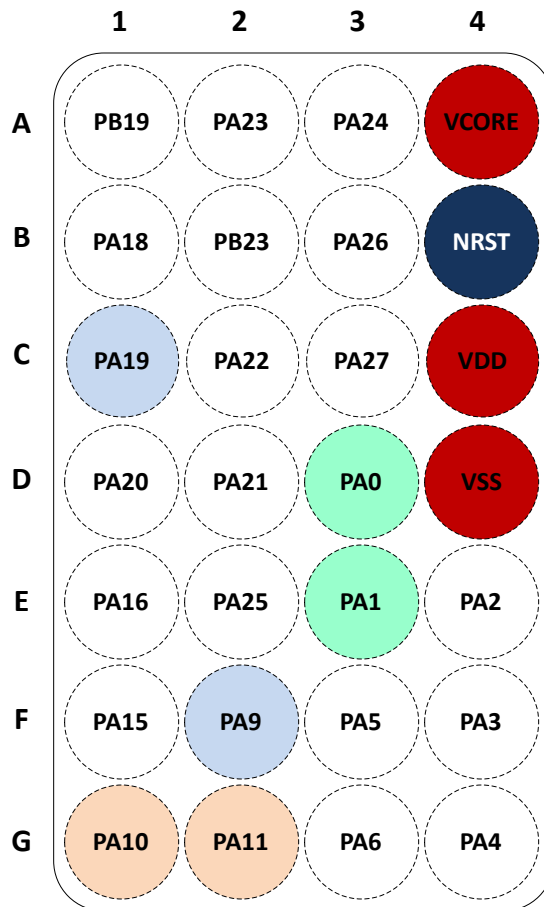 1 2 3 4
A PB19 PA23 PA24 VCORE
B PA18 PB23 PA26 NRST
C PA19 PA22 PA27 VDD
D PA20 PA21 PA0 VSS
E PA16 PA25 PA1 PA2
F PA15 PA9 PA5 PA3
G PA10 PA11 PA6 PA4